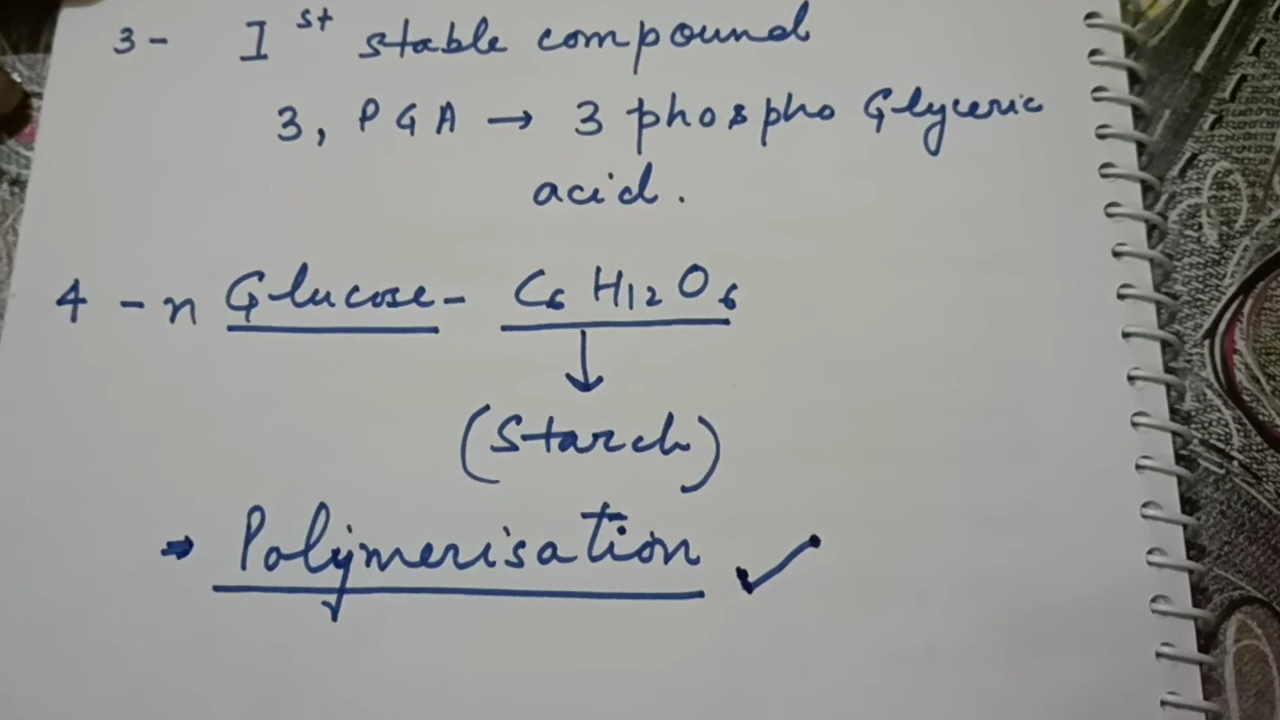 3- Ist stable compound
3, PGA → 3 phospho Glyceric
acid.
4 - n Glucose - C6 H12 O6
↓
(Starch)
→ Polymerisation ✓